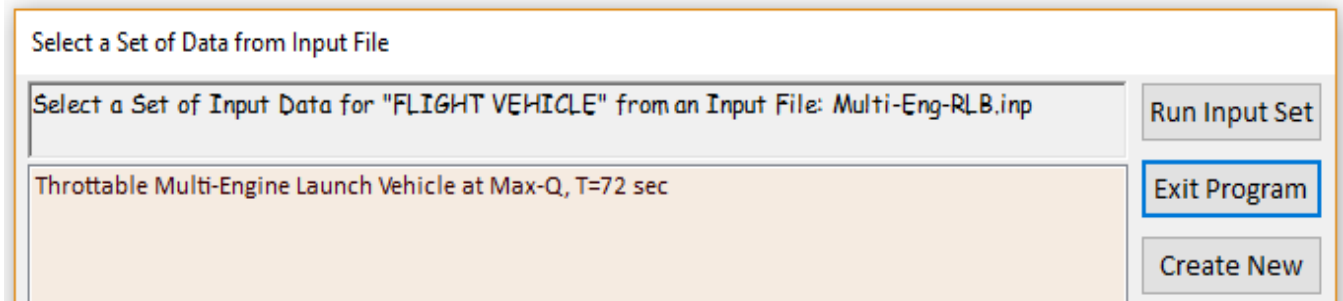 Select a Set of Data from Input File
Select a Set of Input Data for "FLIGHT VEHICLE" from an Input File: Multi-Eng-RLB.inp
Run Input Set
Throttable Multi-Engine Launch Vehicle at Max-Q, T=72 sec
Exit Program
Create New